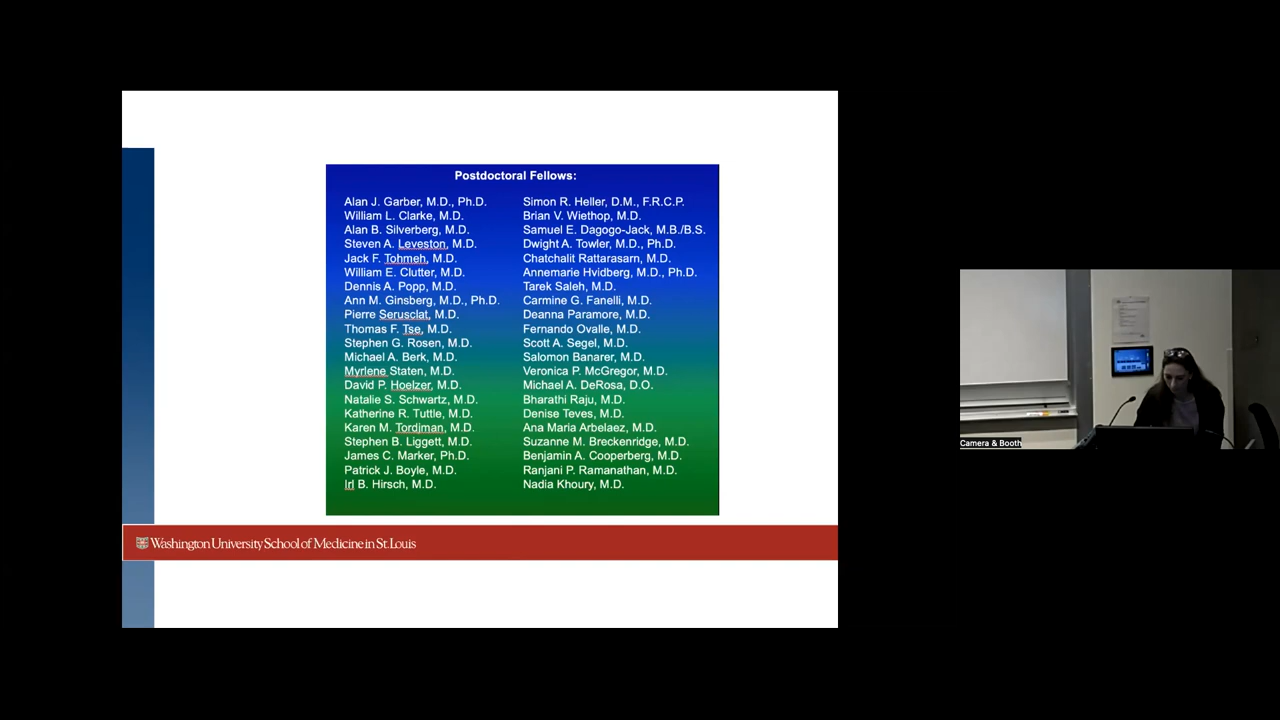 Postdoctoral Fellows:
Alan J. Garber, M.D., Ph.D.
William L. Clarke, M.D.
Alan B. Silverberg, M.D.
Steven A. Leveston, M.D.
Jack F. Tohmeh, M.D.
William E. Clutter, M.D.
Dennis A. Popp, M.D.
Ann M. Ginsberg, M.D., Ph.D.
Pierre Serusclat, M.D.
Thomas F. Tse, M.D.
Stephen G. Rosen, M.D.
Michael A. Berk, M.D.
Myrlene Staten, M.D.
David P. Hoelzer, M.D.
Natalie S. Schwartz, M.D.
Katherine R. Tuttle, M.D.
Karen M. Tordjman, M.D.
Stephen B. Liggett, M.D.
James C. Marker, Ph.D.
Patrick J. Boyle, M.D.
Irl B. Hirsch, M.D.
Simon R. Heller, D.M., F.R.C.P.
Brian V. Wiethop, M.D.
Samuel E. Dagogo-Jack, M.B./B.S.
Dwight A. Towler, M.D., Ph.D.
Chatchalit Rattarasarn, M.D.
Annemarie Hvidberg, M.D., Ph.D.
Tarek Saleh, M.D.
Carmine G. Fanelli, M.D.
Deanna Paramore, M.D.
Fernando Ovalle, M.D.
Scott A. Segel, M.D.
Salomon Banarer, M.D.
Veronica P. McGregor, M.D.
Michael A. DeRosa, D.O.
Bharathi Raju, M.D.
Denise Teves, M.D.
Ana Maria Arbelaez, M.D.
Suzanne M. Breckenridge, M.D.
Benjamin A. Cooperberg, M.D.
Ranjani P. Ramanathan, M.D.
Nadia Khoury, M.D.
Washington University School of Medicine in St. Louis
Camera & Booth